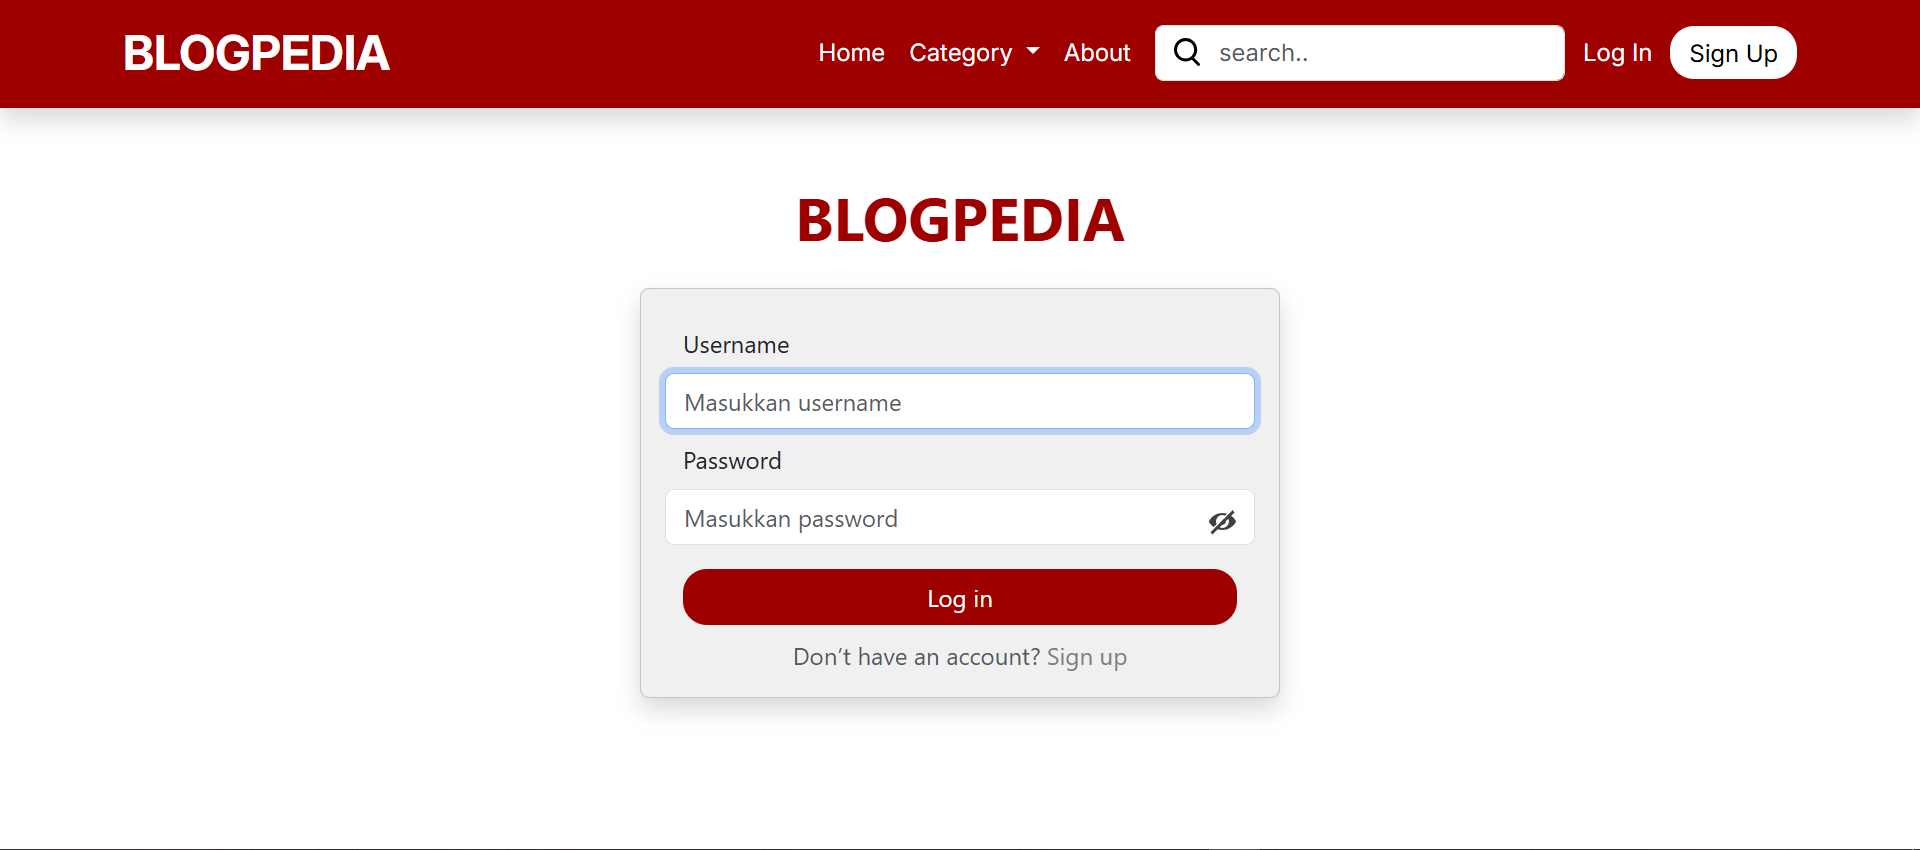 BLOGPEDIA Home Category About search.. Log In Sign Up
BLOGPEDIA
Username
Masukkan username
Password
Masukkan password
Log in
Don't have an account? Sign up